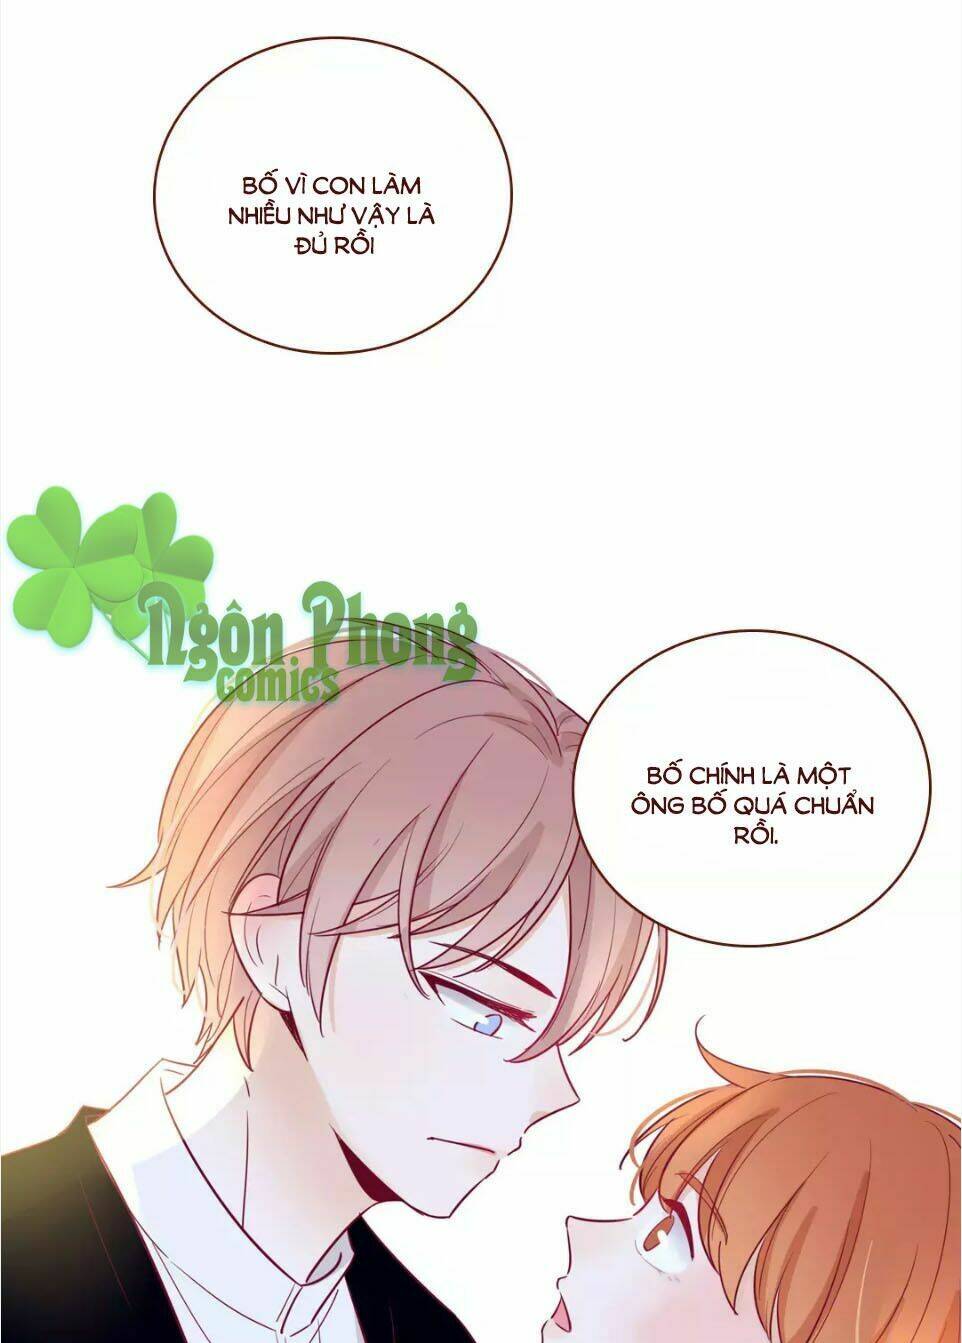 BỐ VÌ CON LÀM
NHIỀU NHƯ VẬY LÀ
ĐỦ RỒI
Ngôn Phong
comics
BỐ CHÍNH LÀ MỘT
ÔNG BỐ QUÁ CHUẨN
RỒI.